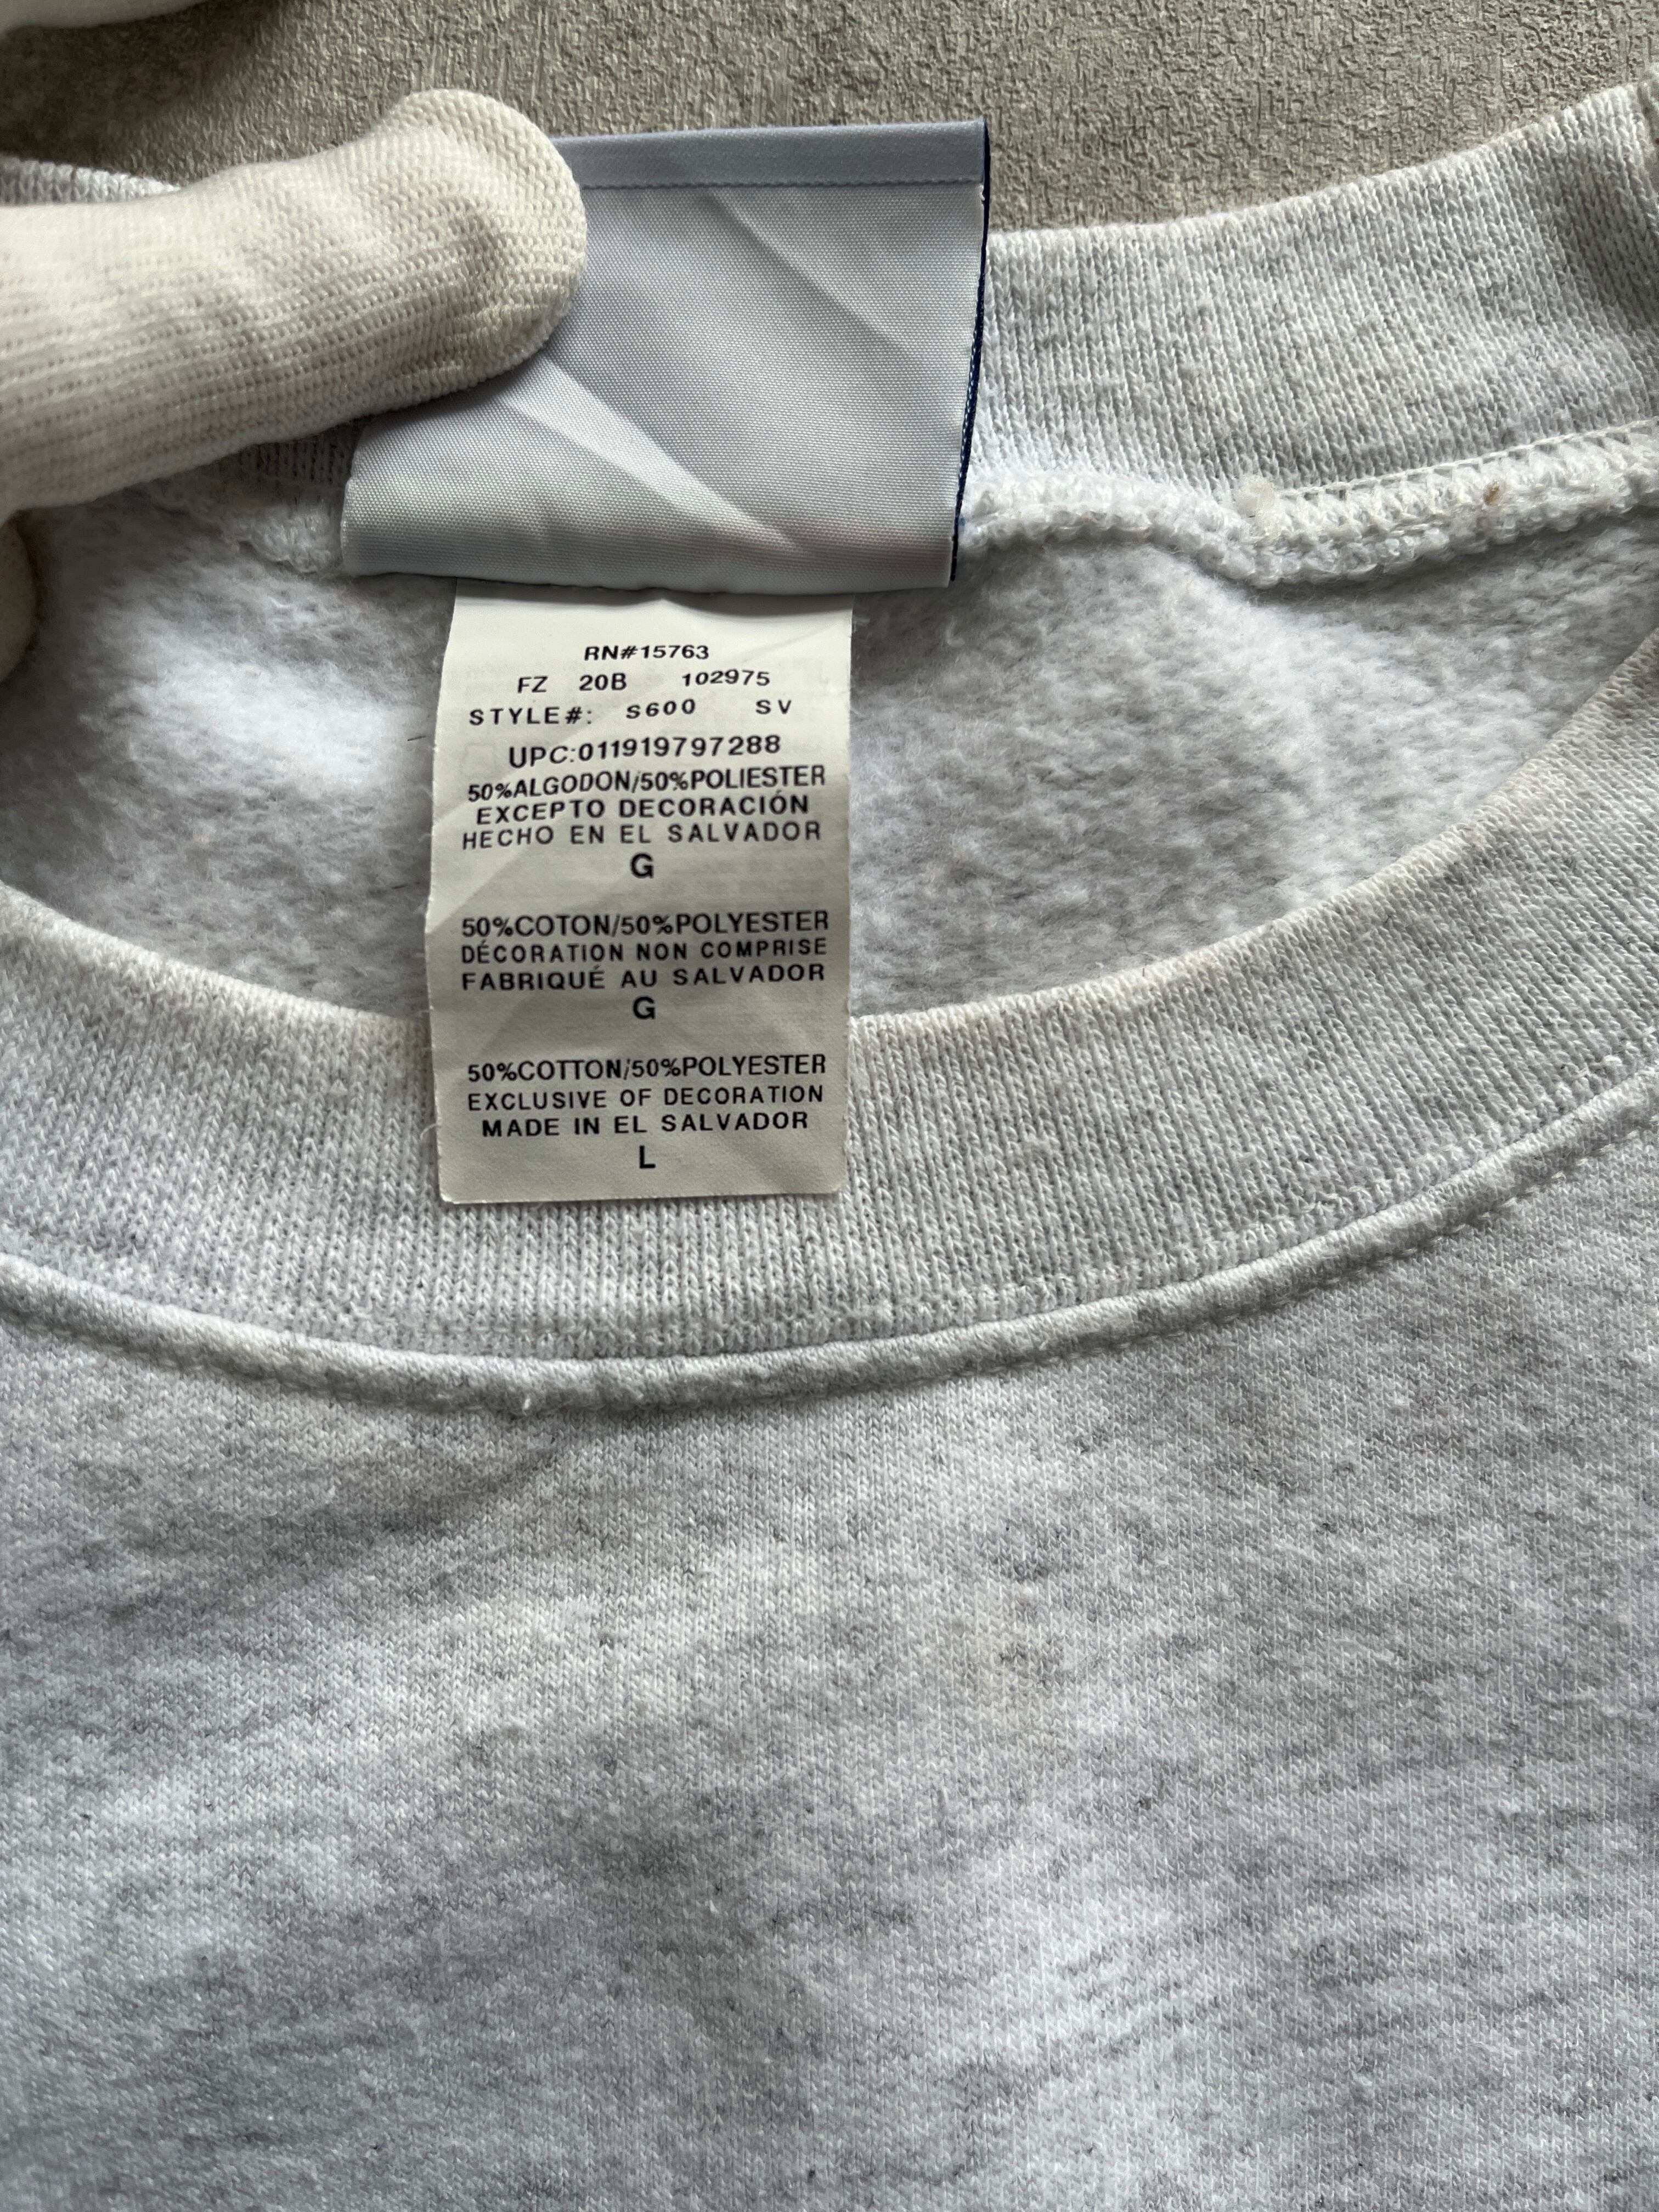 RN#15763
FZ 20B 102975
STYLE#: S600 SV
UPC:011919797288
50%ALGODON/50%POLIESTER
EXCEPTO DECORACIÓN
HECHO EN EL SALVADOR
G
50%COTON/50%POLYESTER
DÉCORATION NON COMPRISE
FABRIQUÉ AU SALVADOR
G
50%COTTON/50%POLYESTER
EXCLUSIVE OF DECORATION
MADE IN EL SALVADOR
L